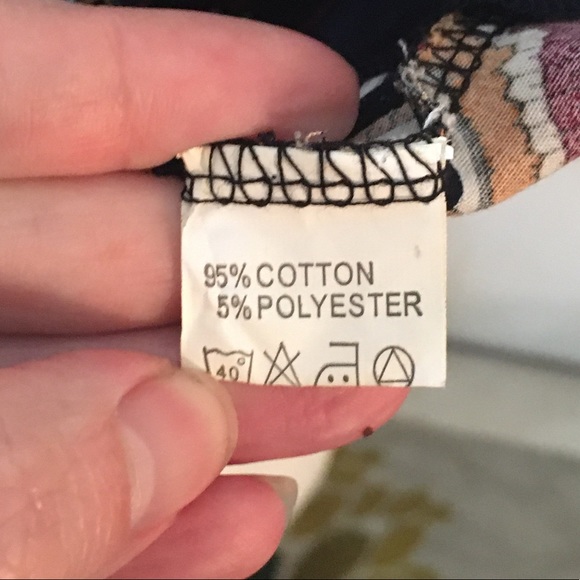 95% COTTON
5% POLYESTER
40°
A